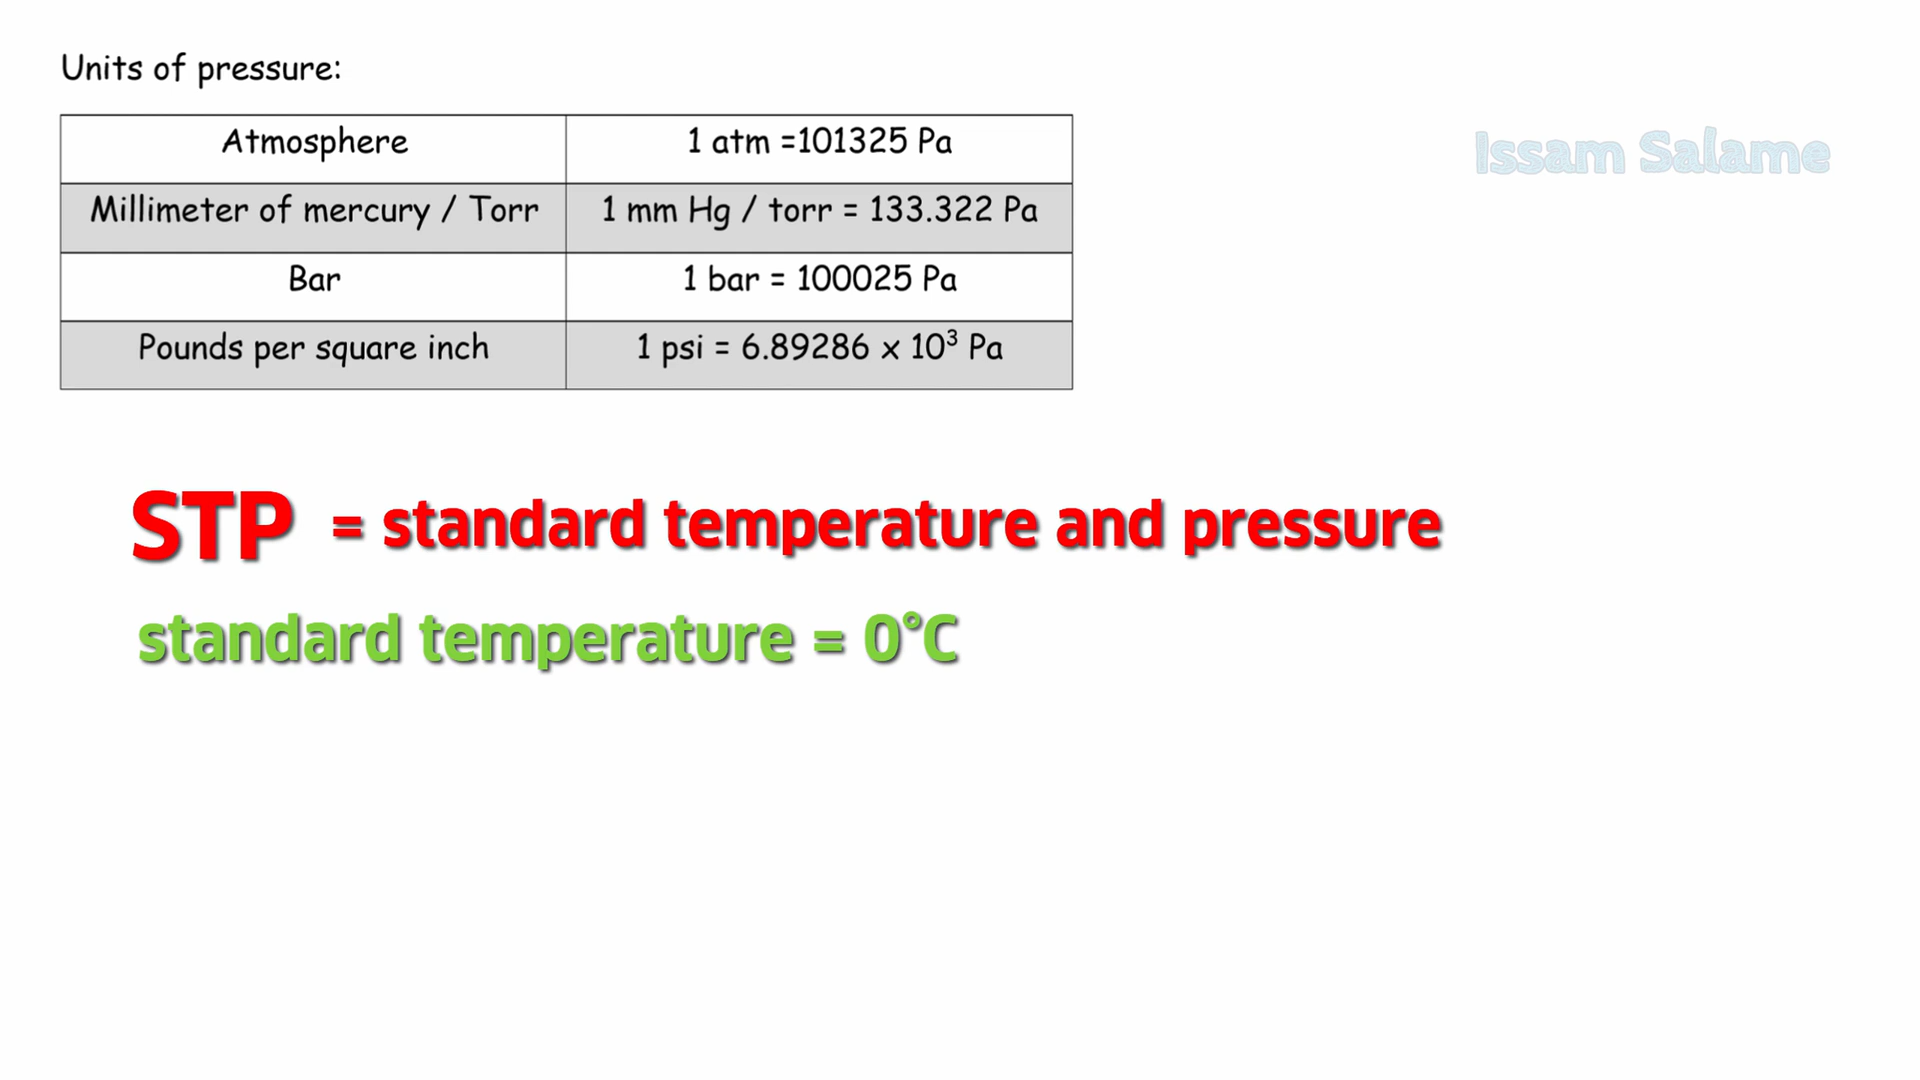 Units of pressure:
Issam Salame
Atmosphere 1 atm =101325 Pa
Millimeter of mercury / Torr 1 mm Hg / torr = 133.322 Pa
Bar 1 bar = 100025 Pa
Pounds per square inch 1 psi = 6.89286 x 10³ Pa
STP = standard temperature and pressure
standard temperature = 0°C